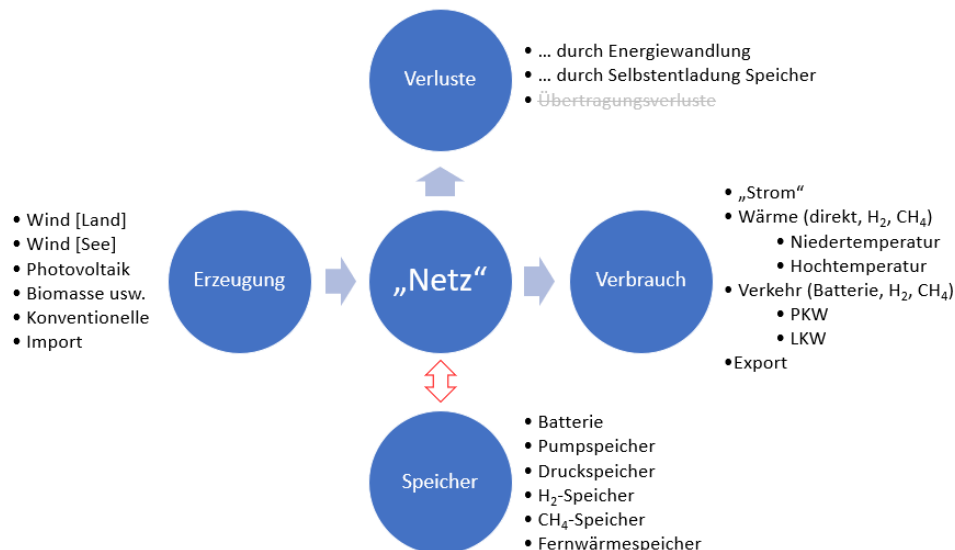 Verluste
• ... durch Energiewandlung
• ... durch Selbstentladung Speicher
• Übertragungsverluste
• Wind [Land]
• Wind [See]
• Photovoltaik
• Biomasse usw.
• Konventionelle
• Import
Erzeugung
„Netz“
Verbrauch
• „Strom“
• Wärme (direkt, H₂, CH₄)
• Niedertemperatur
• Hochtemperatur
• Verkehr (Batterie, H₂, CH₄)
• PKW
• LKW
•Export
Speicher
• Batterie
• Pumpspeicher
• Druckspeicher
• H₂-Speicher
• CH₄-Speicher
• Fernwärmespeicher